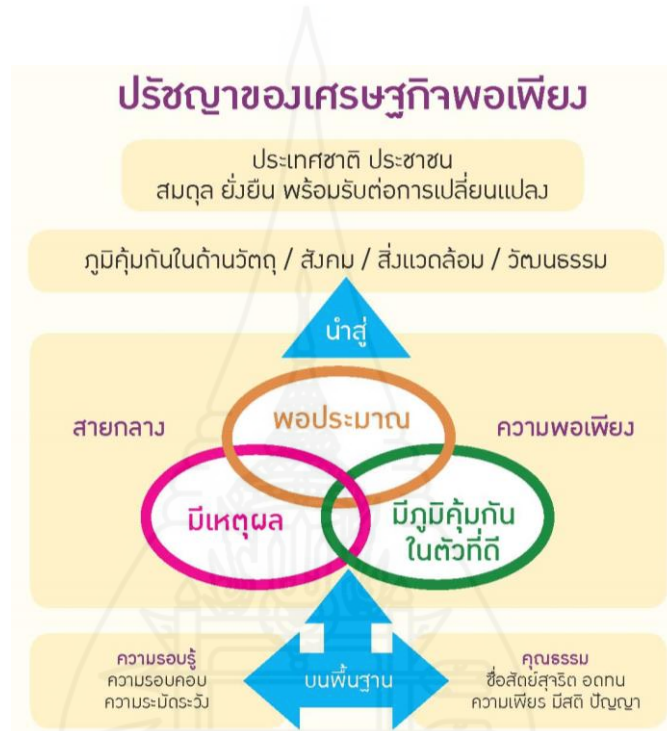 ปรัชญาของเศรษฐกิจพอเพียง
ประเทศชาติ ประชาชน
สมดุล ยั่งยืน พร้อมรับต่อการเปลี่ยนแปลง
ภูมิคุ้มกันในด้านวัตถุ / สังคม / สิ่งแวดล้อม / วัฒนธรรม
นำสู่
สายกลาง
พอประมาณ
ความพอเพียง
มีเหตุผล
มีภูมิคุ้มกัน
ในตัวที่ดี
ความรอบรู้
ความรอบคอบ
ความระมัดระวัง
บนพื้นฐาน
คุณธรรม
ซื่อสัตย์สุจริต อดทน
ความเพียร มีสติ ปัญญา